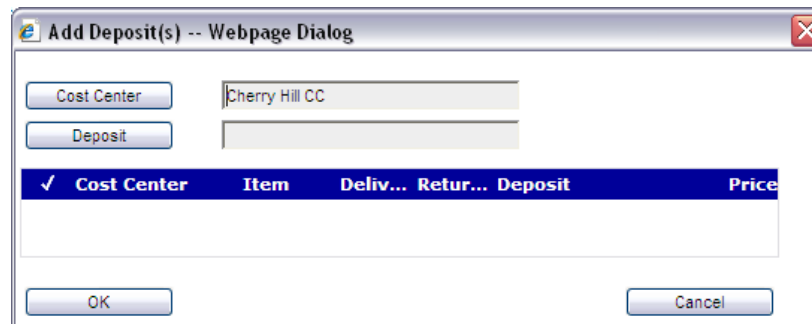 Add Deposit(s) -- Webpage Dialog
Cost Center Cherry Hill CC
Deposit
✓ Cost Center Item Deliv... Retur... Deposit Price
OK Cancel